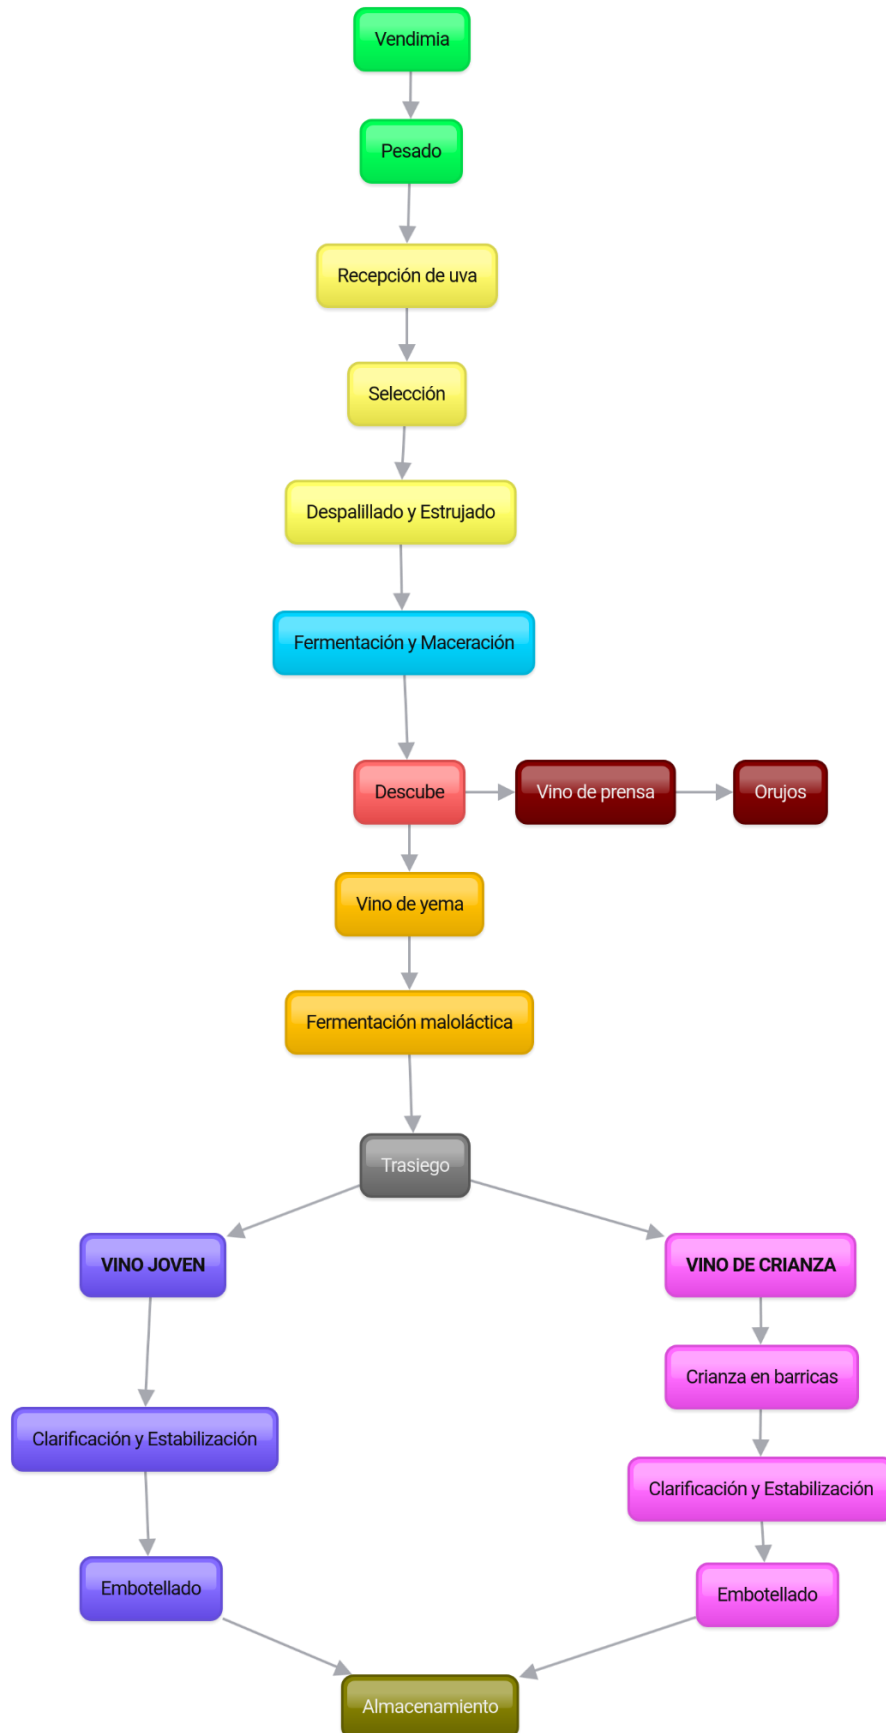 Vendimia
Pesado
Recepción de uva
Selección
Despalillado y Estrujado
Fermentación y Maceración
Descube
Vino de prensa
Orujos
Vino de yema
Fermentación maloláctica
Trasiego
VINO JOVEN
VINO DE CRIANZA
Crianza en barricas
Clarificación y Estabilización
Clarificación y Estabilización
Embotellado
Embotellado
Almacenamiento